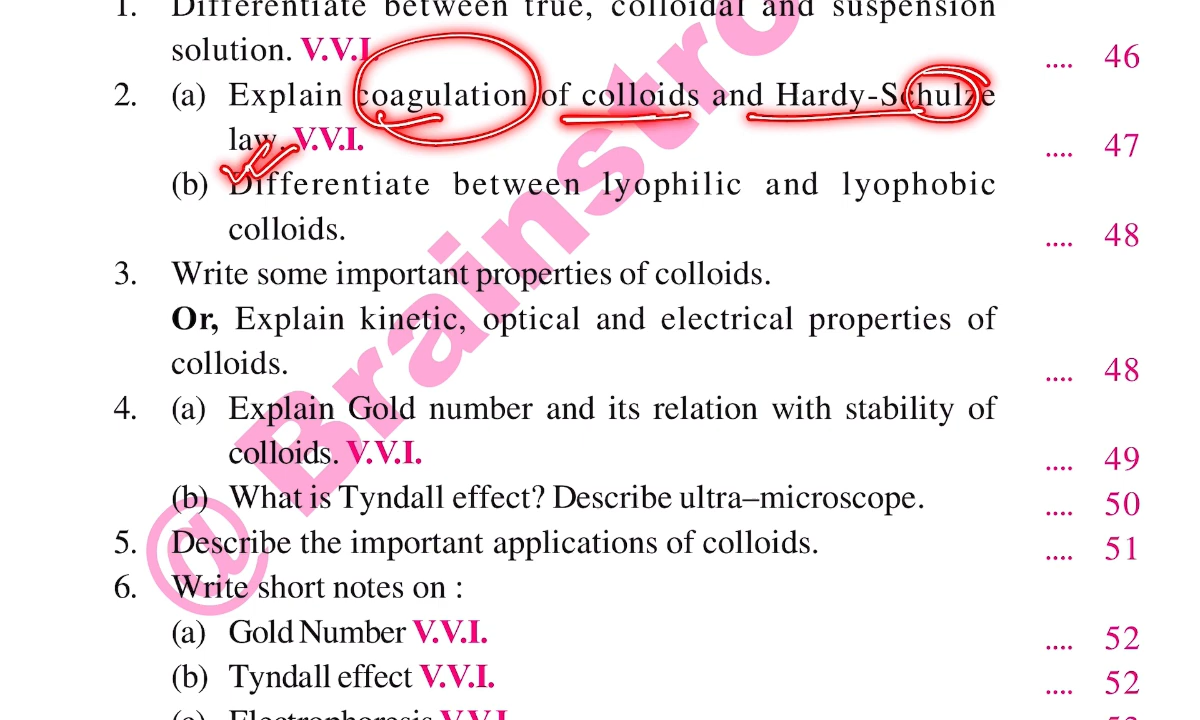 1. Differentiate between true, colloidal and suspension
solution. V.V.I. .... 46
2. (a) Explain coagulation of colloids and Hardy-Schulze
law. V.V.I. .... 47
(b) Differentiate between lyophilic and lyophobic
colloids. .... 48
3. Write some important properties of colloids.
Or, Explain kinetic, optical and electrical properties of
colloids. .... 48
4. (a) Explain Gold number and its relation with stability of
colloids. V.V.I. .... 49
(b) What is Tyndall effect? Describe ultra–microscope. .... 50
5. Describe the important applications of colloids. .... 51
6. Write short notes on :
(a) Gold Number V.V.I. .... 52
(b) Tyndall effect V.V.I. .... 52
(c) Electrophoresis V.V.I.
@ Brainstro